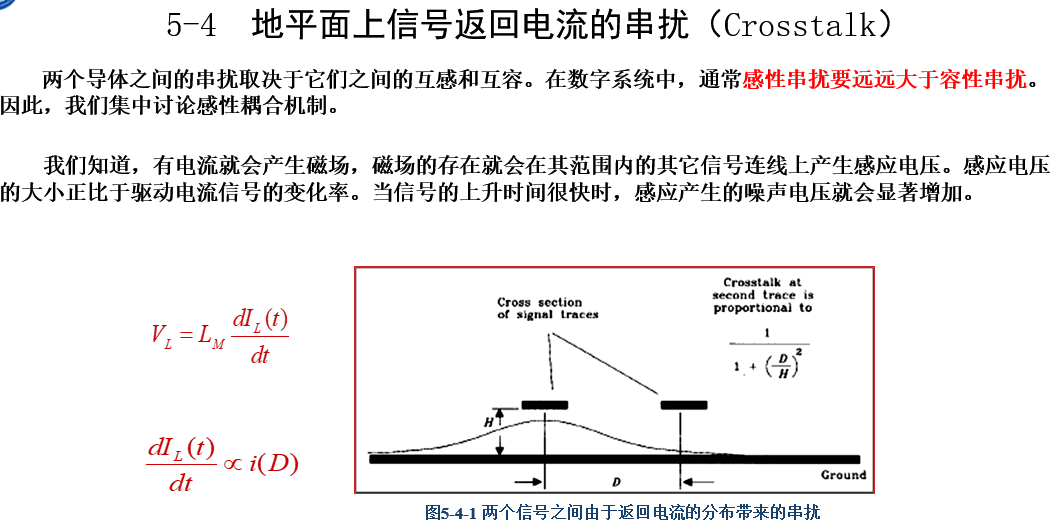 5-4 地平面上信号返回电流的串扰（Crosstalk）
两个导体之间的串扰取决于它们之间的互感和互容。在数字系统中，通常感性串扰要远远大于容性串扰。
因此，我们集中讨论感性耦合机制。
我们知道，有电流就会产生磁场，磁场的存在就会在其范围内的其它信号连线上产生感应电压。感应电压
的大小正比于驱动电流信号的变化率。当信号的上升时间很快时，感应产生的噪声电压就会显著增加。
V_L = L_M dI_L(t)/dt
dI_L(t)/dt ∝ i(D)
Cross section
of signal traces
Crosstalk at
second trace is
proportional to
1/(1 + (D/H)^2)
H
D
Ground
图5-4-1 两个信号之间由于返回电流的分布带来的串扰